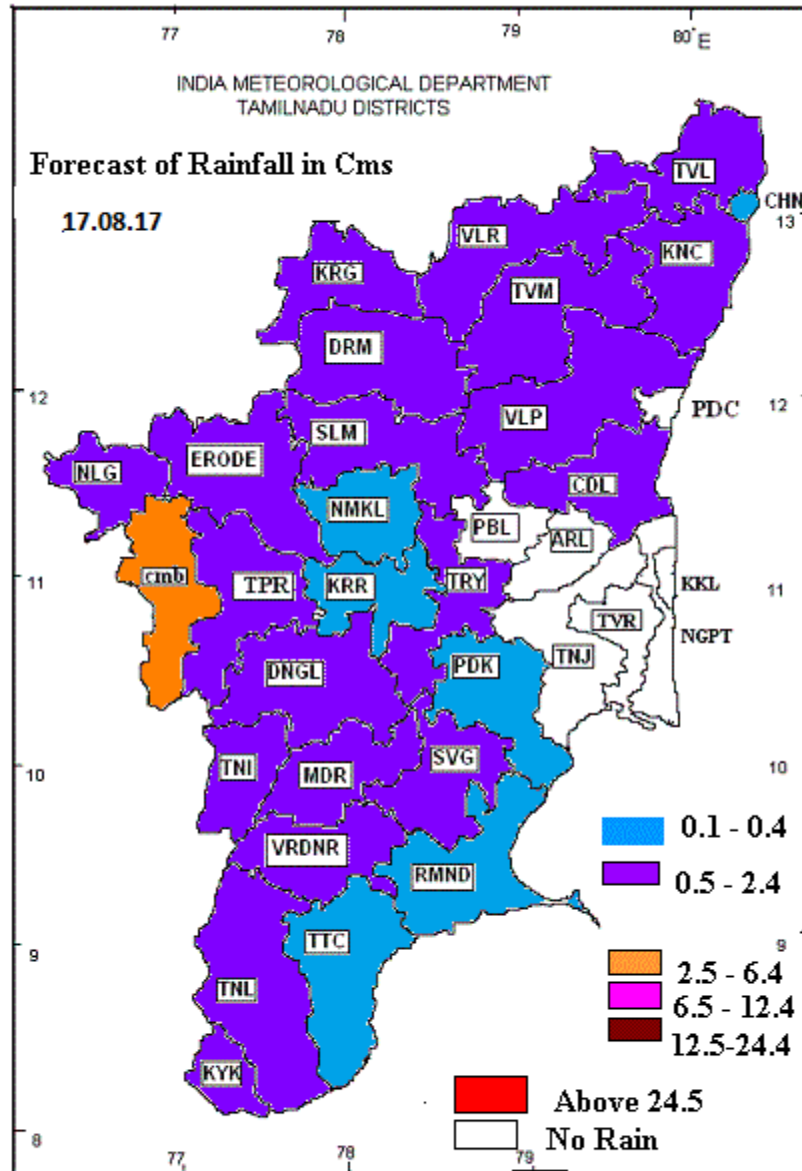 77 78 79 80°E
INDIA METEOROLOGICAL DEPARTMENT
TAMILNADU DISTRICTS
Forecast of Rainfall in Cms
17.08.17
TVL
CHN
13
VLR
KNC
KRG
TVM
DRM
12
12
PDC
VLP
SLM
ERODE
NLG
CDL
NMKL
PBL
ARL
11
cmb
TPR
KRR
TRY
KKL
11
TVR
NGPT
DNGL
PDK
TNJ
10
TNI
MDR
SVG
10
0.1 - 0.4
VRDNR
RMND
0.5 - 2.4
9
TTC
9
2.5 - 6.4
TNL
6.5 - 12.4
12.5-24.4
KYK
Above 24.5
8
No Rain
77 78 79